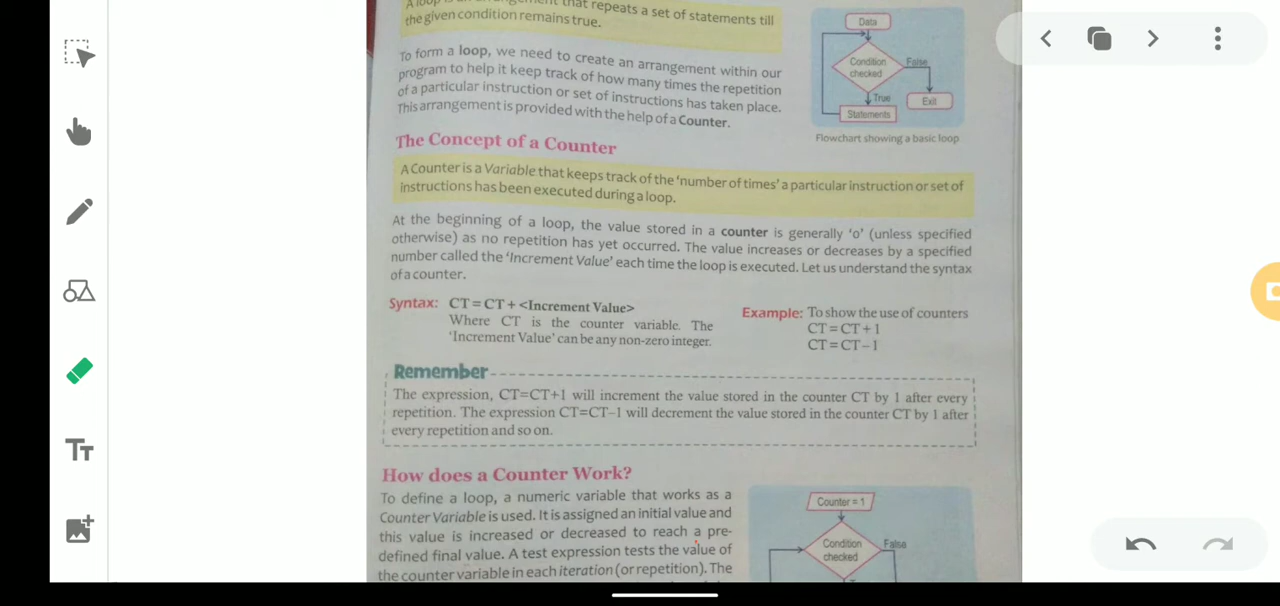 A loop is an arrangement that repeats a set of statements till
the given condition remains true.
To form a loop, we need to create an arrangement within our
program to help it keep track of how many times the repetition
of a particular instruction or set of instructions has taken place.
This arrangement is provided with the help of a Counter.
Data
Condition
checked
False
True
Exit
Statements
Flowchart showing a basic loop
The Concept of a Counter
A Counter is a Variable that keeps track of the 'number of times' a particular instruction or set of
instructions has been executed during a loop.
At the beginning of a loop, the value stored in a counter is generally 'o' (unless specified
otherwise) as no repetition has yet occurred. The value increases or decreases by a specified
number called the 'Increment Value' each time the loop is executed. Let us understand the syntax
of a counter.
Syntax: CT = CT + <Increment Value>
Where CT is the counter variable. The
'Increment Value' can be any non-zero integer.
Example: To show the use of counters
CT = CT + 1
CT = CT – 1
Remember
The expression, CT=CT+1 will increment the value stored in the counter CT by 1 after every
repetition. The expression CT=CT–1 will decrement the value stored in the counter CT by 1 after
every repetition and so on.
How does a Counter Work?
To define a loop, a numeric variable that works as a
Counter Variable is used. It is assigned an initial value and
this value is increased or decreased to reach a pre-
defined final value. A test expression tests the value of
the counter variable in each iteration (or repetition). The
Counter = 1
Condition
checked
False
Tт